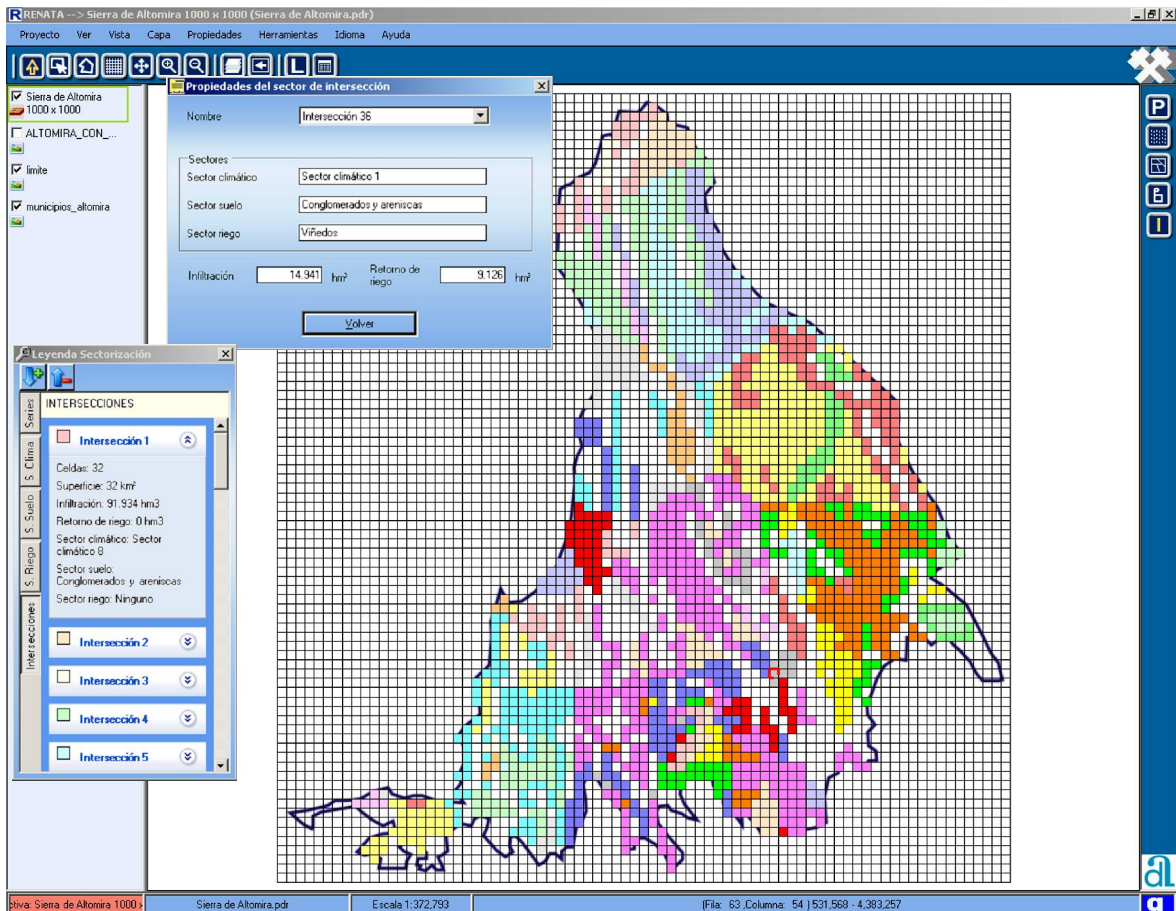 RENATA --> Sierra de Altomira 1000 x 1000 (Sierra de Altomira.pdr)
Proyecto Ver Vista Capa Propiedades Herramientas Idioma Ayuda
L
Sierra de Altomira
1000 x 1000
ALTOMIRA_CON_...
limite
municipios_altomira
Propiedades del sector de intersección
Nombre
Intersección 36
Sectores
Sector climático
Sector climático 1
Sector suelo
Conglomerados y areniscas
Sector riego
Viñedos
Infiltración
14.941
hm³
Retorno de
riego
9.126
hm³
Volver
Leyenda Sectorización
Series
S. Clima
S. Suelo
S. Riego
Intersecciones
INTERSECCIONES
Intersección 1
Celdas: 32
Superficie: 32 km²
Infiltración: 91.934 hm3
Retorno de riego: 0 hm3
Sector climático: Sector
climático 8
Sector suelo:
Conglomerados y areniscas
Sector riego: Ninguno
Intersección 2
Intersección 3
Intersección 4
Intersección 5
P
ctiva: Sierra de Altomira 1000 x
Sierra de Altomira.pdr
Escala 1:372,793
(Fila: 63 ,Columna: 54 ) 531,568 - 4,383,257